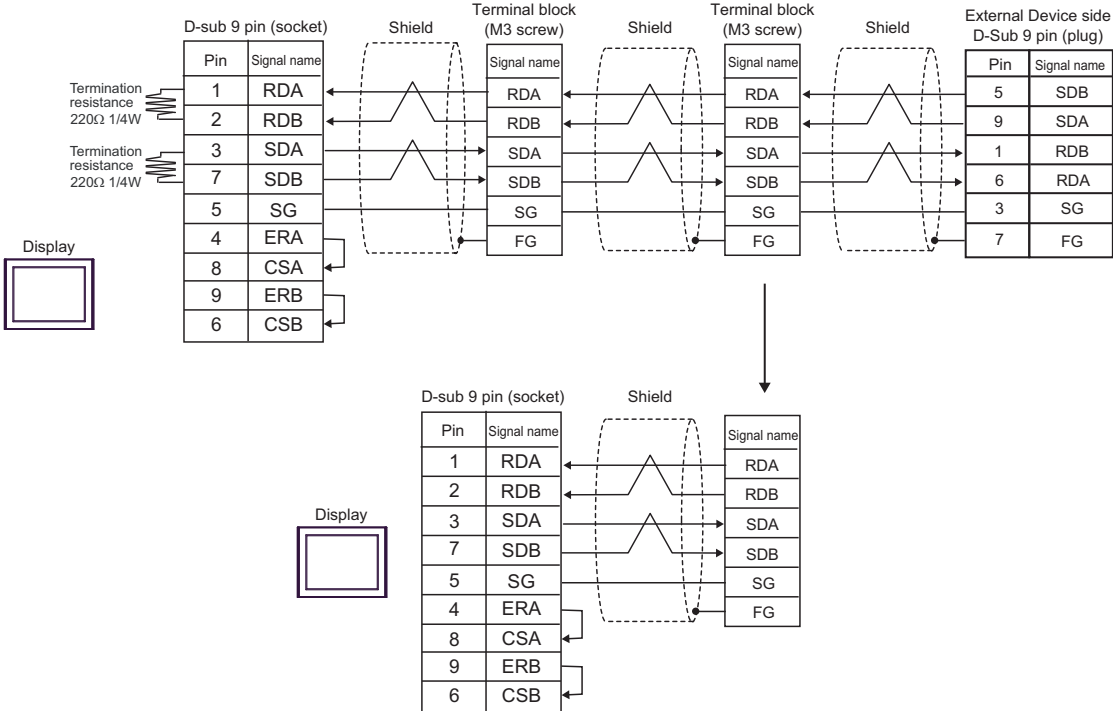 D-sub 9 pin (socket)
Shield
Terminal block
(M3 screw)
Shield
Terminal block
(M3 screw)
Shield
External Device side
D-Sub 9 pin (plug)
Pin Signal name
1 RDA
2 RDB
3 SDA
7 SDB
5 SG
4 ERA
8 CSA
9 ERB
6 CSB
Termination
resistance
220Ω 1/4W
Termination
resistance
220Ω 1/4W
Display
Signal name
RDA
RDB
SDA
SDB
SG
FG
Signal name
RDA
RDB
SDA
SDB
SG
FG
Pin Signal name
5 SDB
9 SDA
1 RDB
6 RDA
3 SG
7 FG
D-sub 9 pin (socket)
Shield
Pin Signal name
1 RDA
2 RDB
3 SDA
7 SDB
5 SG
4 ERA
8 CSA
9 ERB
6 CSB
Display
Signal name
RDA
RDB
SDA
SDB
SG
FG